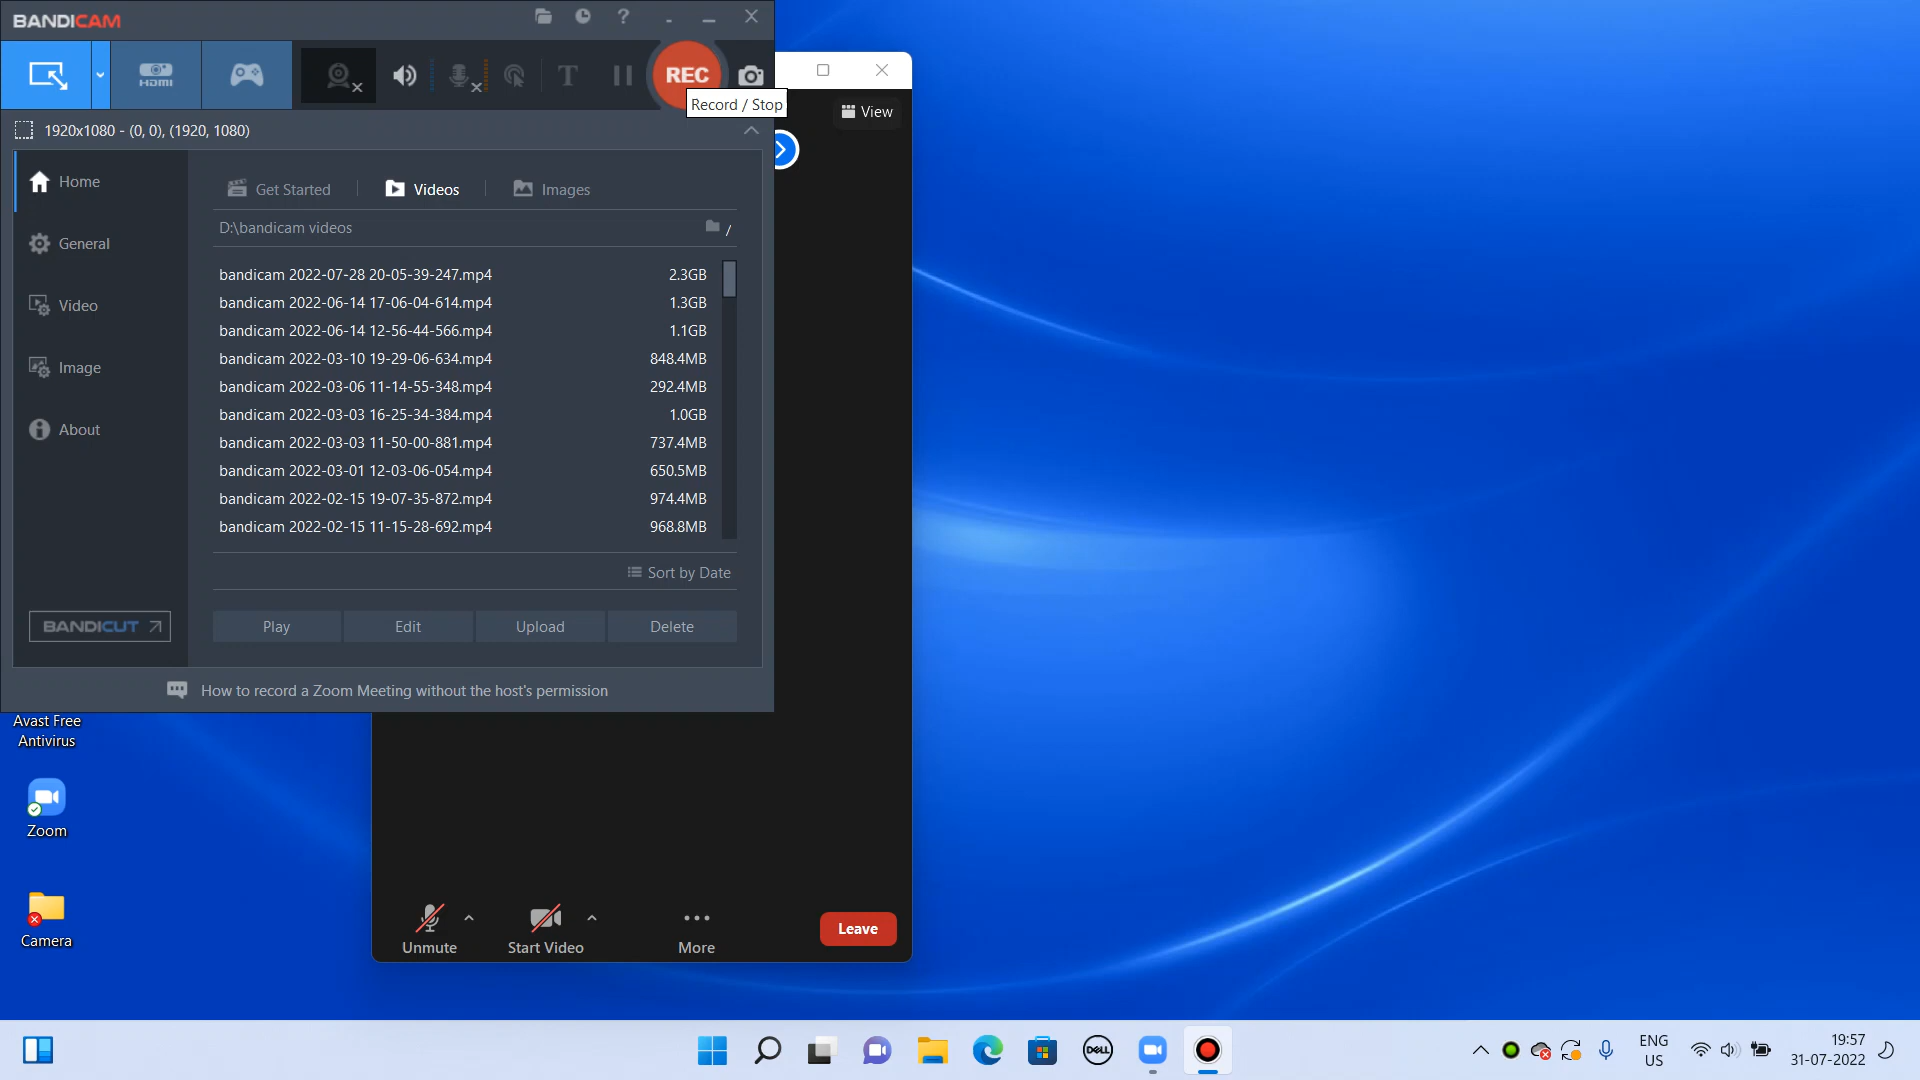 BANDICAM
HDMI
T
REC
Record / Stop
1920x1080 - (0, 0), (1920, 1080)
View
Home
General
Video
Image
About
BANDICUT
Get Started
Videos
Images
D:\bandicam videos
bandicam 2022-07-28 20-05-39-247.mp4 2.3GB
bandicam 2022-06-14 17-06-04-614.mp4 1.3GB
bandicam 2022-06-14 12-56-44-566.mp4 1.1GB
bandicam 2022-03-10 19-29-06-634.mp4 848.4MB
bandicam 2022-03-06 11-14-55-348.mp4 292.4MB
bandicam 2022-03-03 16-25-34-384.mp4 1.0GB
bandicam 2022-03-03 11-50-00-881.mp4 737.4MB
bandicam 2022-03-01 12-03-06-054.mp4 650.5MB
bandicam 2022-02-15 19-07-35-872.mp4 974.4MB
bandicam 2022-02-15 11-15-28-692.mp4 968.8MB
Sort by Date
Play Edit Upload Delete
How to record a Zoom Meeting without the host's permission
Avast Free
Antivirus
Zoom
Camera
Unmute
Start Video
More
Leave
DELL
ENG
US
19:57
31-07-2022